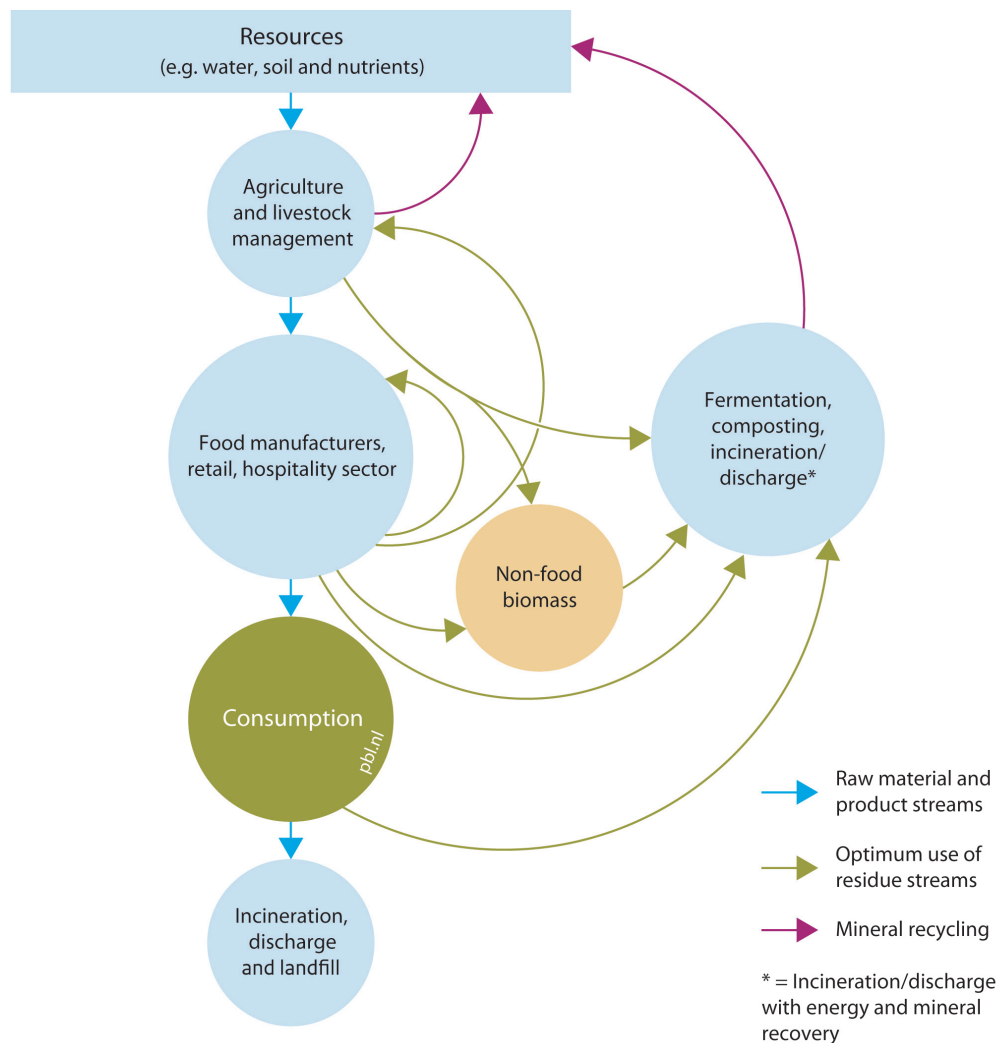 Resources
(e.g. water, soil and nutrients)
Agriculture
and livestock
management
Food manufacturers,
retail, hospitality sector
Fermentation,
composting,
incineration/
discharge*
Non-food
biomass
Consumption
pbl.nl
Incineration,
discharge
and landfill
Raw material and
product streams
Optimum use of
residue streams
Mineral recycling
* = Incineration/discharge
with energy and mineral
recovery